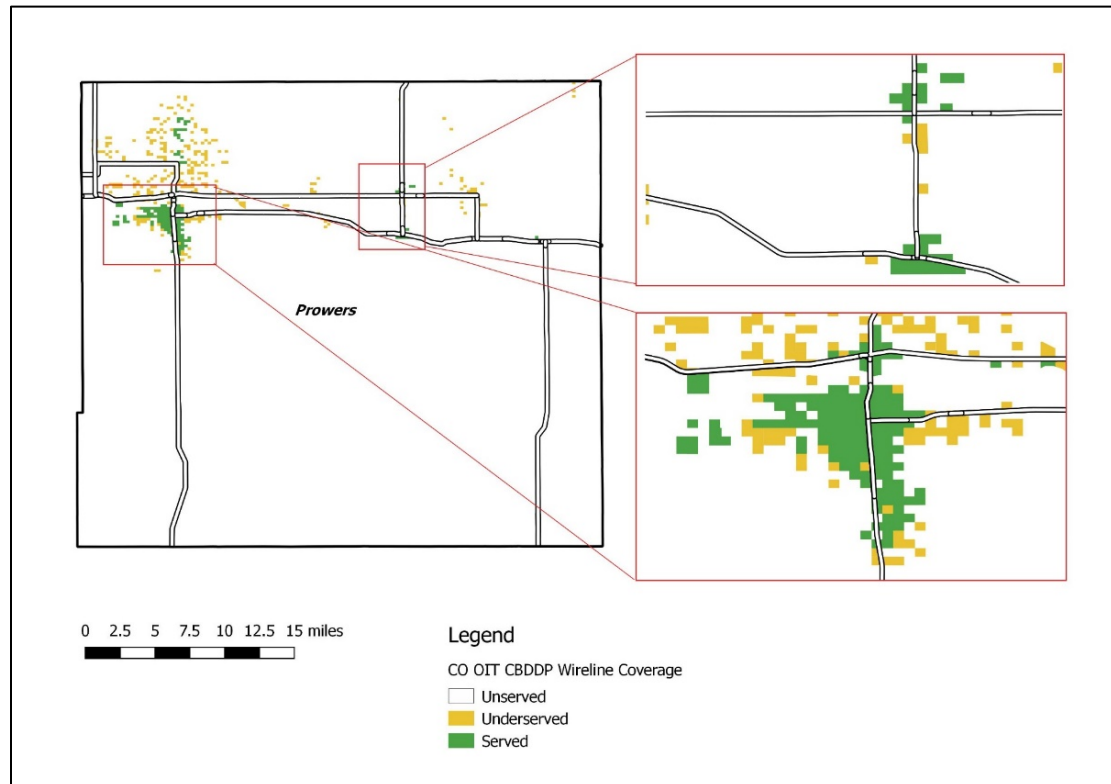 Prowers
0 2.5 5 7.5 10 12.5 15 miles
Legend
CO OIT CBDDP Wireline Coverage
Unserved
Underserved
Served